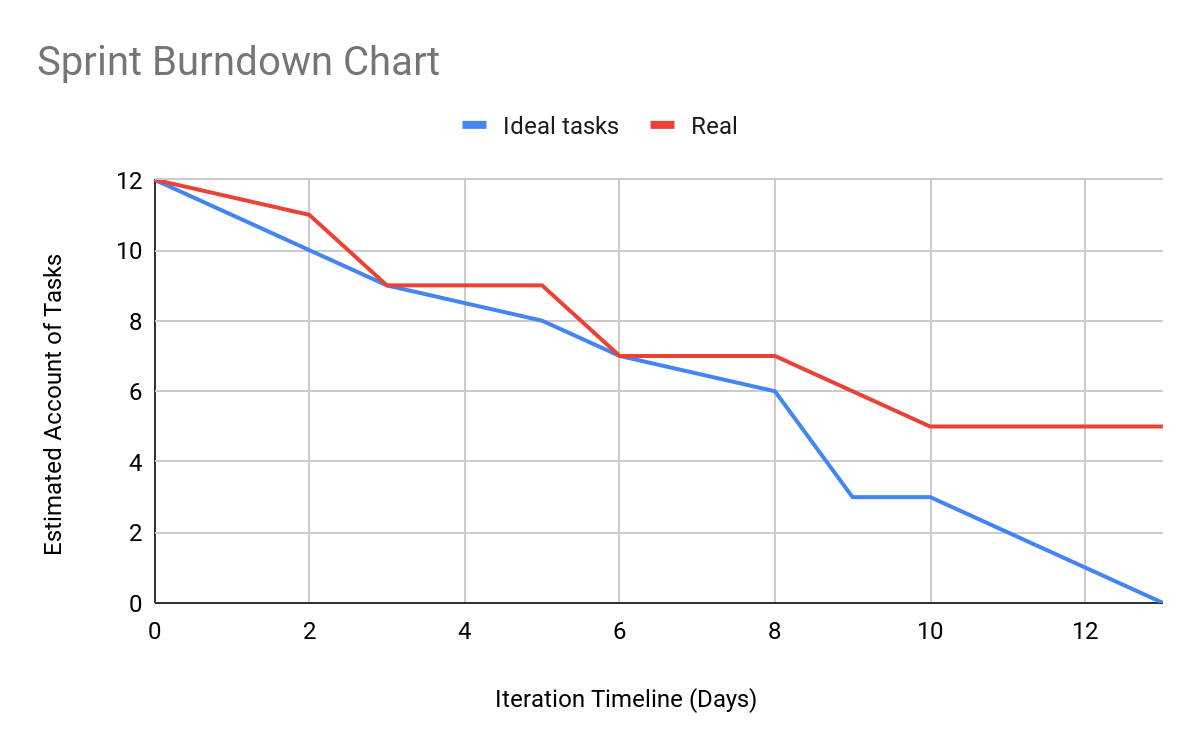 Sprint Burndown Chart
Ideal tasks Real
Estimated Account of Tasks
12
10
8
6
4
2
0
0 2 4 6 8 10 12
Iteration Timeline (Days)